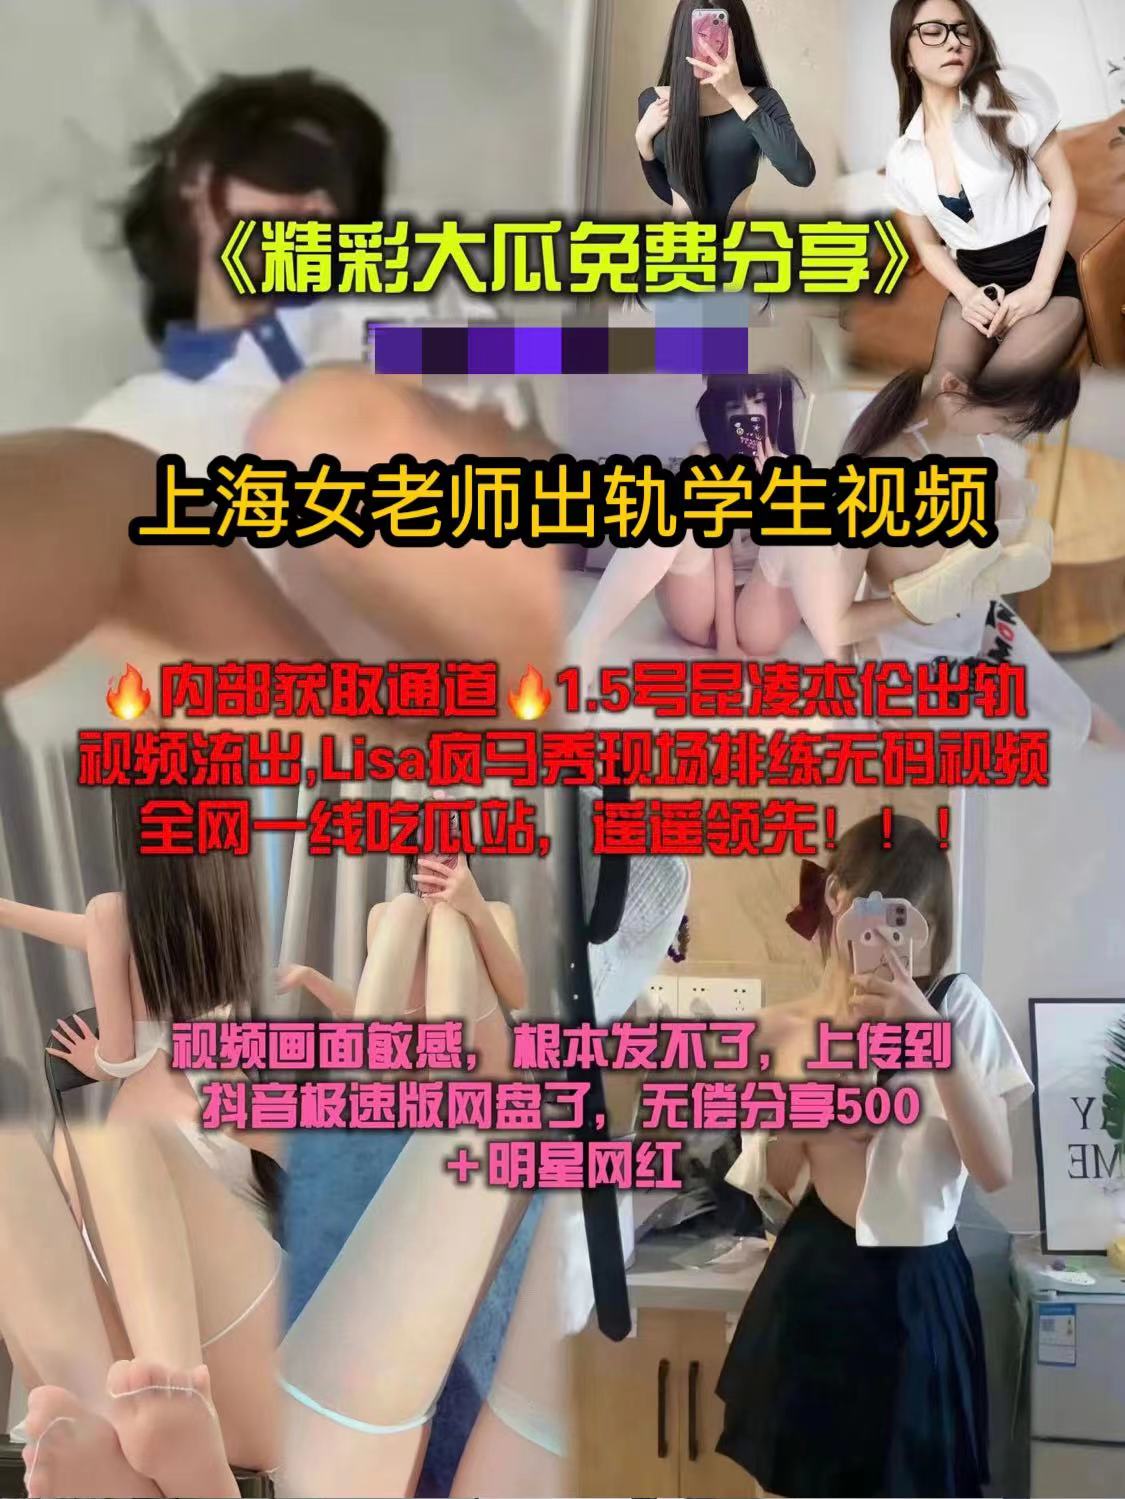 《精彩大瓜免费分享》
上海女老师出轨学生视频
🔥内部获取通道🔥1.5号昆凌杰伦出轨
视频流出,Lisa疯马秀现场排练无码视频
全网一线吃瓜站，遥遥领先！！！
视频画面敏感，根本发不了，上传到
抖音极速版网盘了，无偿分享500
+明星网红